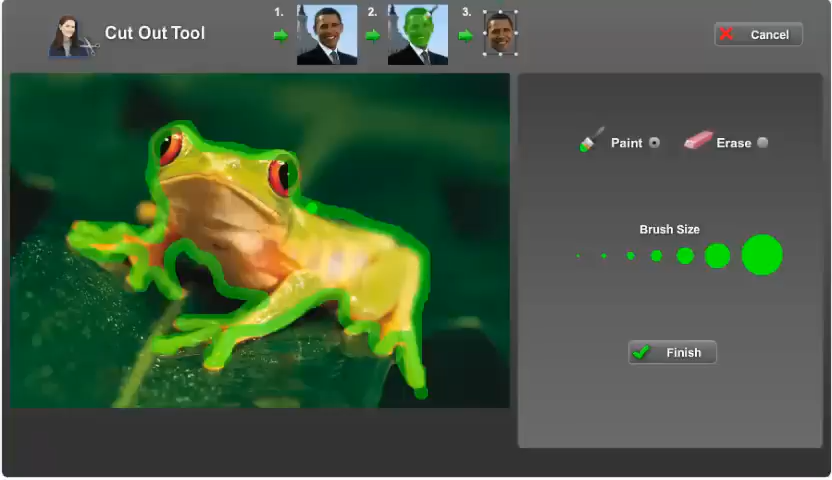 Cut Out Tool
1.
2.
3.
Cancel
Paint
Erase
Brush Size
Finish